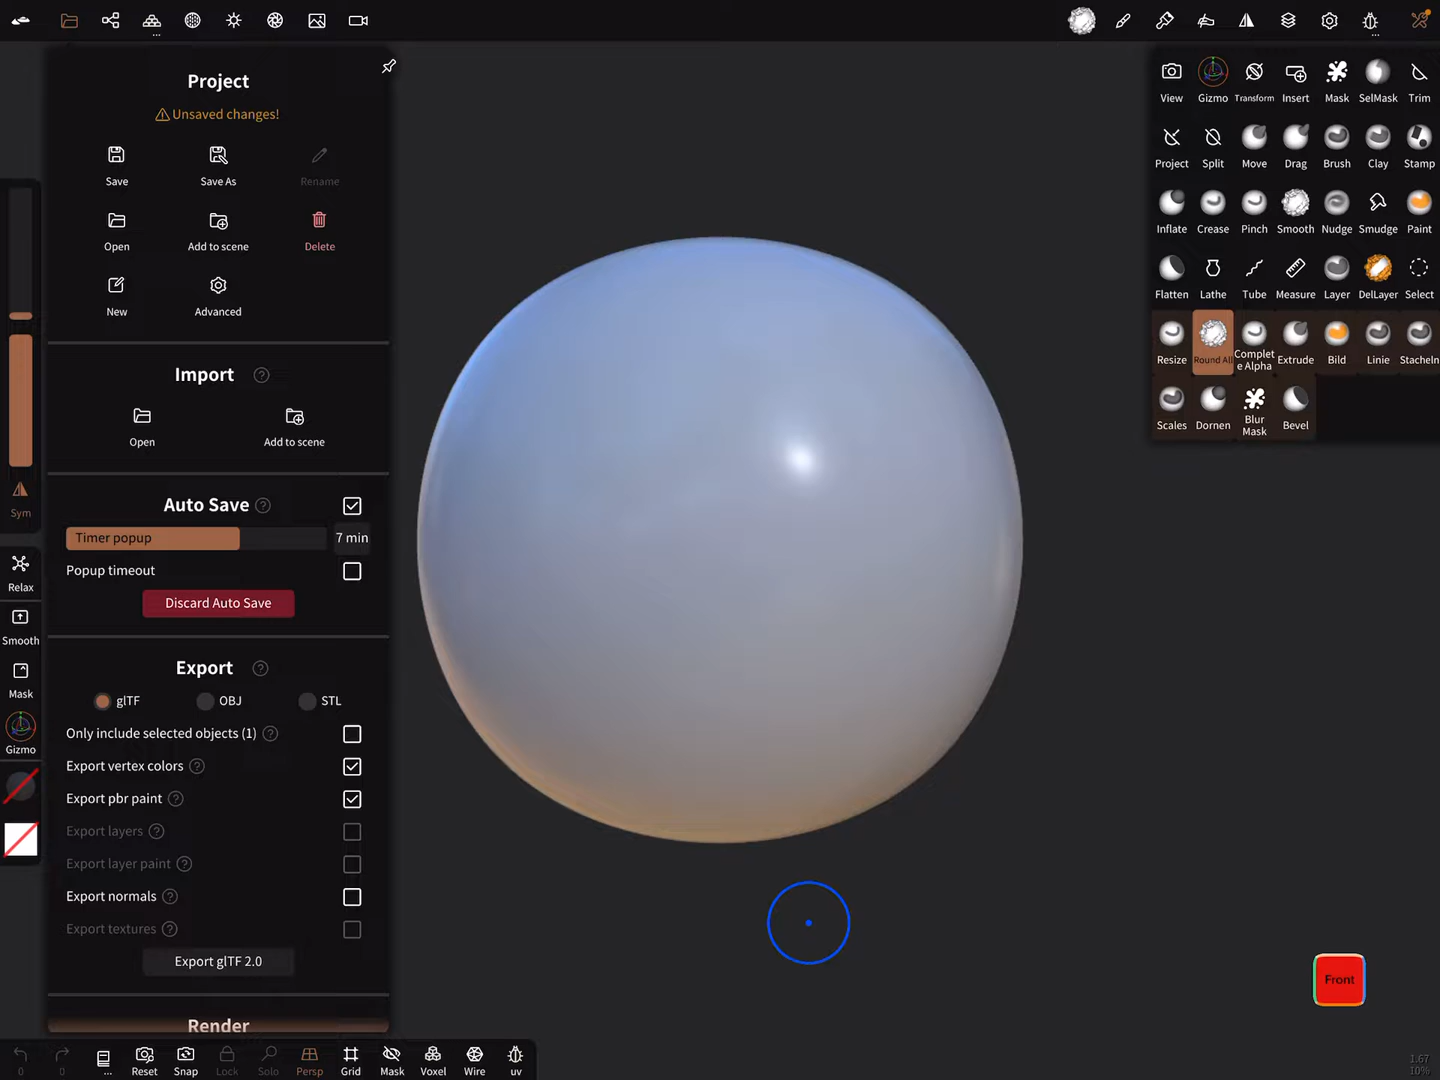 Project
Unsaved changes!
Save
Save As
Rename
Open
Add to scene
Delete
New
Advanced
Import
Open
Add to scene
Auto Save
Timer popup
7 min
Popup timeout
Discard Auto Save
Export
glTF
OBJ
STL
Only include selected objects (1)
Export vertex colors
Export pbr paint
Export layers
Export layer paint
Export normals
Export textures
Export glTF 2.0
Render
Sym
Relax
Smooth
Mask
Gizmo
View
Gizmo
Transform
Insert
Mask
SelMask
Trim
Project
Split
Move
Drag
Brush
Clay
Stamp
Inflate
Crease
Pinch
Smooth
Nudge
Smudge
Paint
Flatten
Lathe
Tube
Measure
Layer
DelLayer
Select
Resize
Round All
Complet
e Alpha
Extrude
Bild
Linie
Stacheln
Scales
Dornen
Blur
Mask
Bevel
Front
0
0
...
Reset
Snap
Lock
Solo
Persp
Grid
Mask
Voxel
Wire
uv
1.67
10%